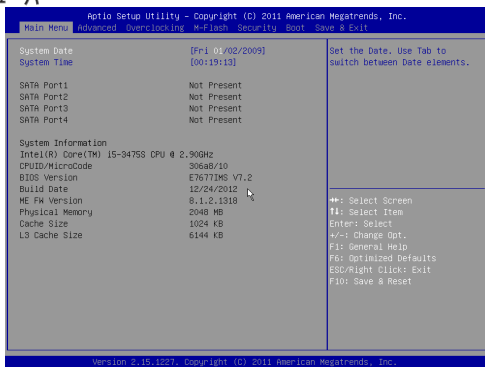 Aptio Setup Utility – Copyright (C) 2011 American Megatrends, Inc.
Main Menu Advanced Overclocking M-Flash Security Boot Save & Exit
System Date [Fri 01/02/2009]
System Time [00:19:13]
SATA Port1 Not Present
SATA Port2 Not Present
SATA Port3 Not Present
SATA Port4 Not Present
System Information
Intel(R) Core(TM) i5-3475S CPU @ 2.90GHz
CPUID/MicroCode 306a8/10
BIOS Version E7677IMS V7.2
Build Date 12/24/2012
ME FW Version 8.1.2.1318
Physical Memory 2048 MB
Cache Size 1024 KB
L3 Cache Size 6144 KB
Set the Date. Use Tab to
switch between Date elements.
→←: Select Screen
↑↓: Select Item
Enter: Select
+/-: Change Opt.
F1: General Help
F6: Optimized Defaults
ESC/Right Click: Exit
F10: Save & Reset
Version 2.15.1227. Copyright (C) 2011 American Megatrends, Inc.